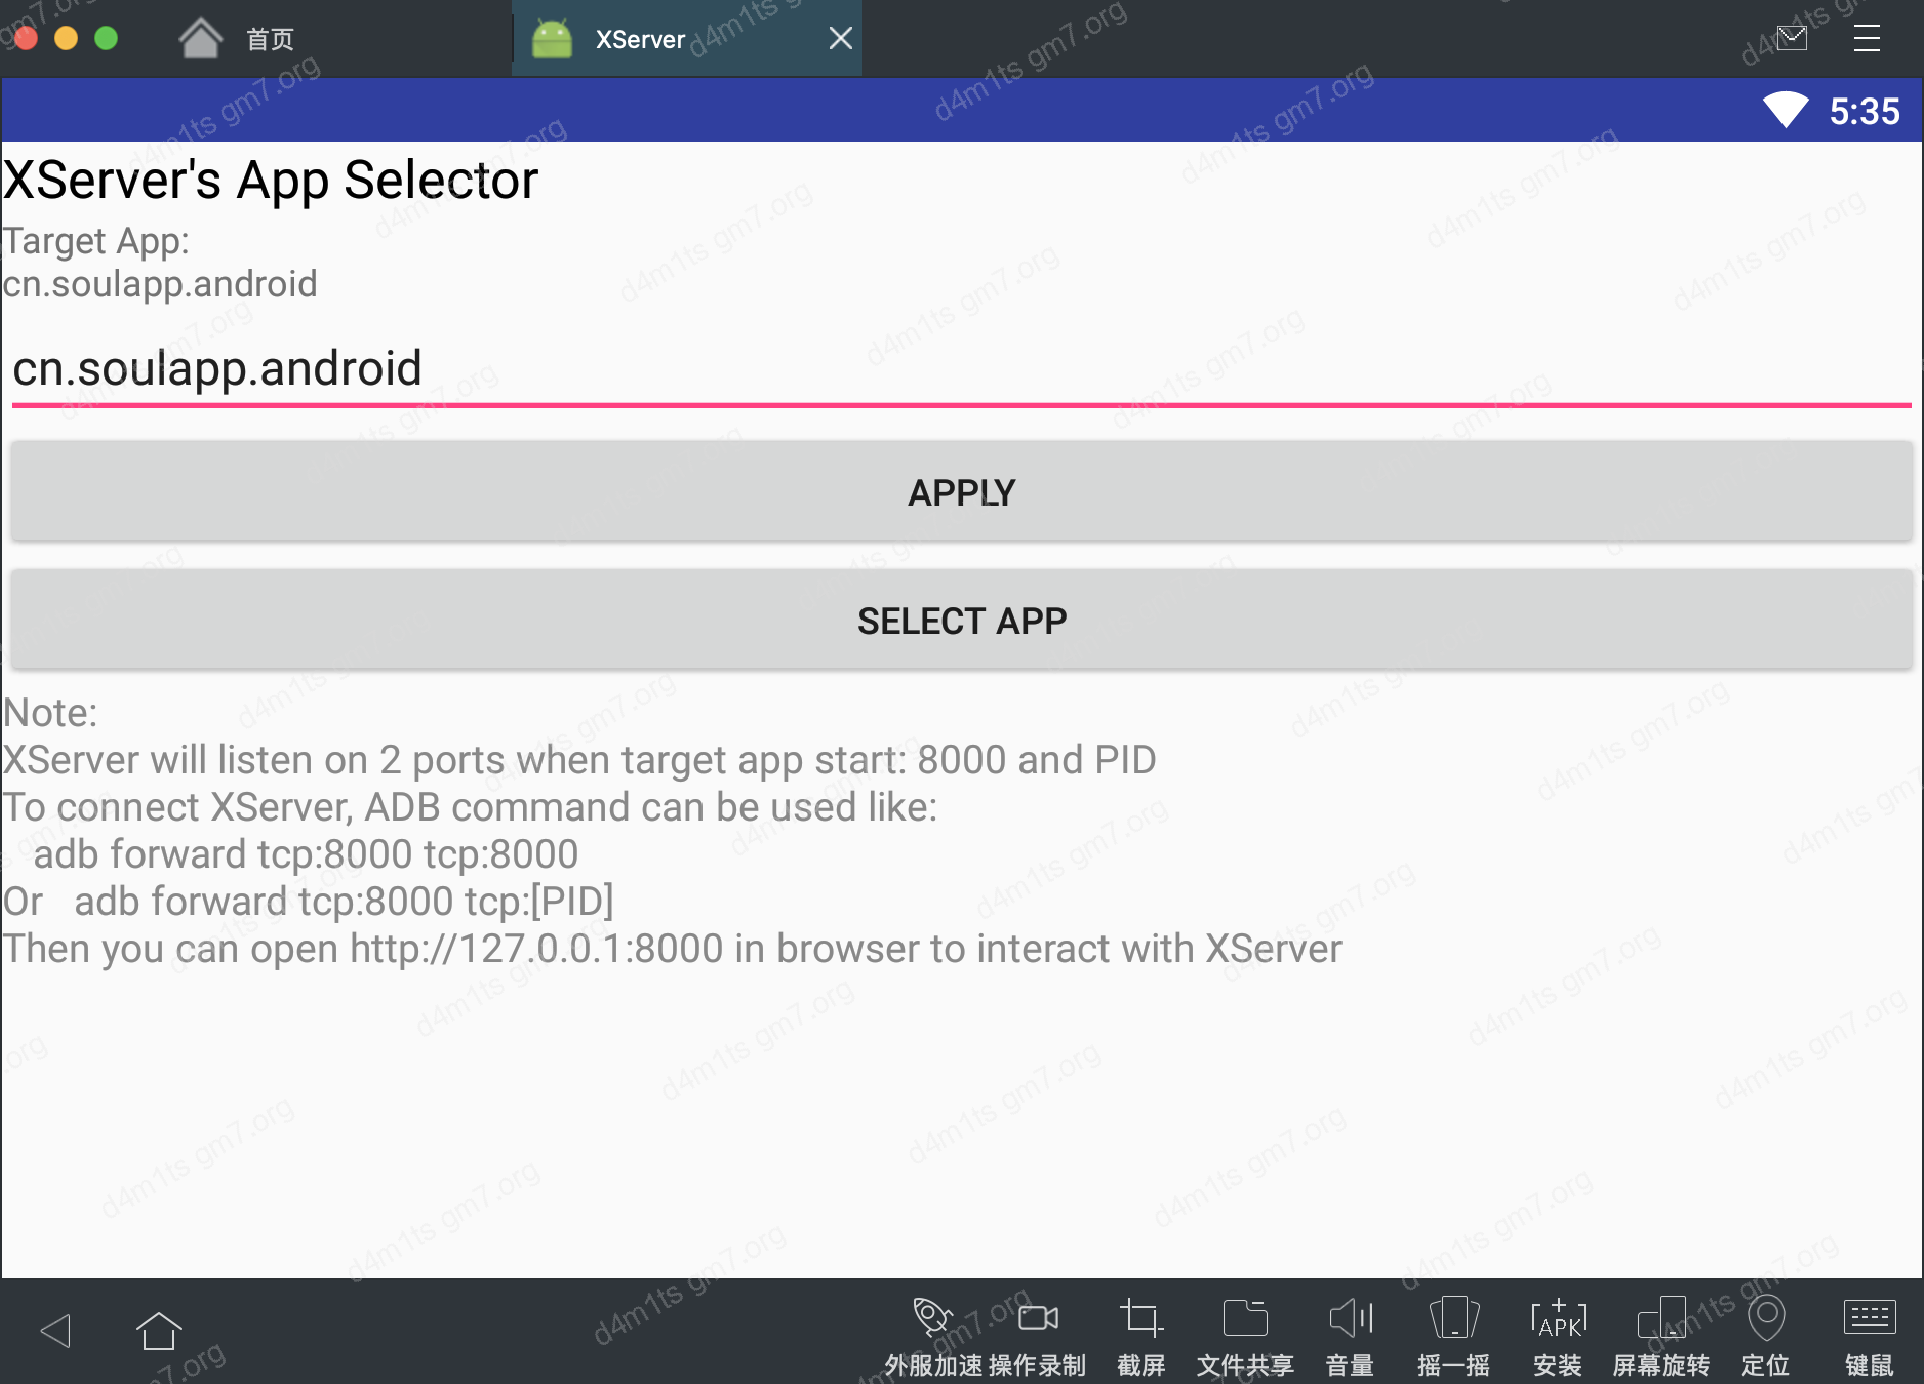 首页
XServer
5:35
XServer's App Selector
Target App:
cn.soulapp.android
cn.soulapp.android
APPLY
SELECT APP
Note:
XServer will listen on 2 ports when target app start: 8000 and PID
To connect XServer, ADB command can be used like:
adb forward tcp:8000 tcp:8000
Or adb forward tcp:8000 tcp:[PID]
Then you can open http://127.0.0.1:8000 in browser to interact with XServer
外服加速 操作录制 截屏 文件共享 音量 摇一摇 安装 屏幕旋转 定位 键鼠
APK
d4m1ts gm7.org